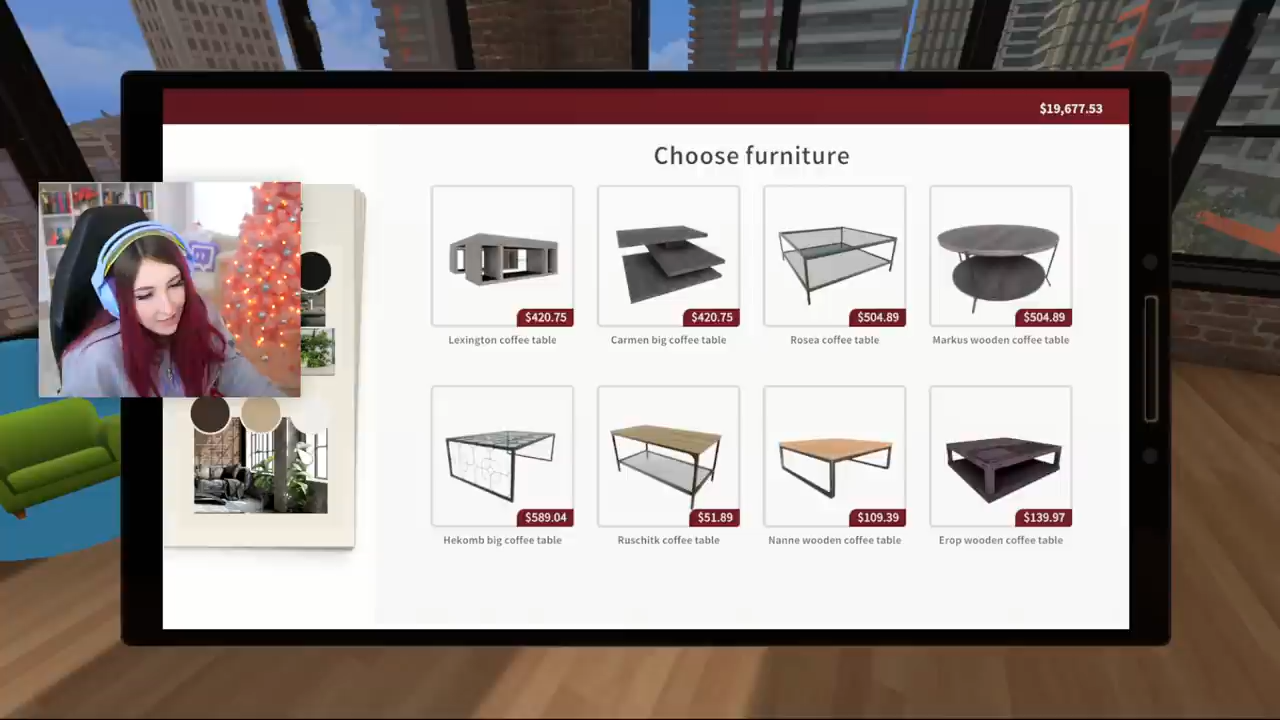 $19,677.53
Choose furniture
$420.75
$420.75
$504.89
$504.89
Lexington coffee table
Carmen big coffee table
Rosea coffee table
Markus wooden coffee table
$589.04
$51.89
$109.39
$139.97
Hekomb big coffee table
Ruschitk coffee table
Nanne wooden coffee table
Erop wooden coffee table